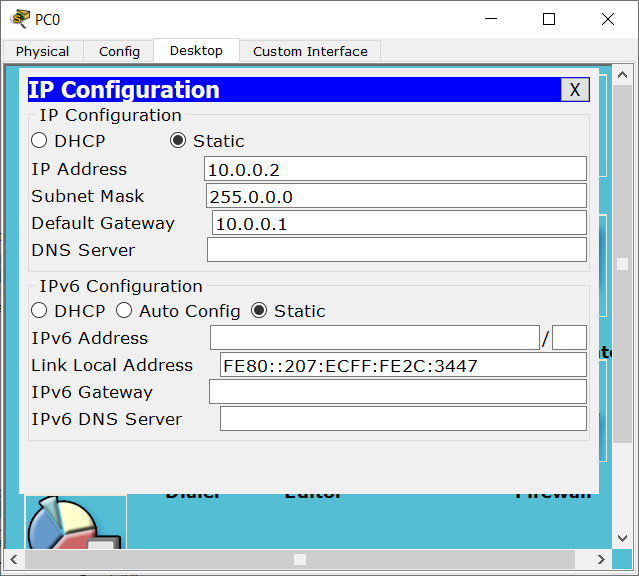 PC0
Physical Config Desktop Custom Interface
IP Configuration X
IP Configuration
DHCP Static
IP Address 10.0.0.2
Subnet Mask 255.0.0.0
Default Gateway 10.0.0.1
DNS Server
IPv6 Configuration
DHCP Auto Config Static
IPv6 Address /
Link Local Address FE80::207:ECFF:FE2C:3447
IPv6 Gateway
IPv6 DNS Server
Dialer Editor Firewall